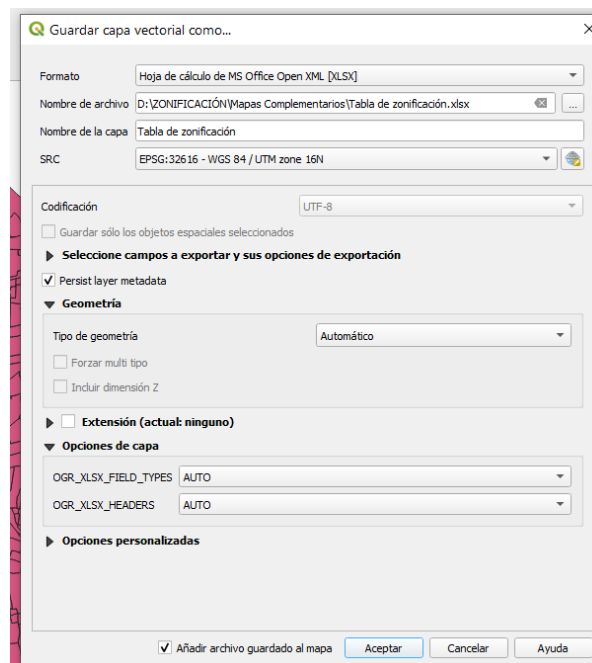 Guardar capa vectorial como...
Formato Hoja de cálculo de MS Office Open XML [XLSX]
Nombre de archivo D:\ZONIFICACIÓN\Mapas Complementarios\Tabla de zonificación.xlsx ...
Nombre de la capa Tabla de zonificación
SRC EPSG:32616 - WGS 84 / UTM zone 16N
Codificación UTF-8
Guardar sólo los objetos espaciales seleccionados
Seleccione campos a exportar y sus opciones de exportación
Persist layer metadata
Geometría
Tipo de geometría Automático
Forzar multi tipo
Incluir dimensión Z
Extensión (actual: ninguno)
Opciones de capa
OGR_XLSX_FIELD_TYPES AUTO
OGR_XLSX_HEADERS AUTO
Opciones personalizadas
Añadir archivo guardado al mapa Aceptar Cancelar Ayuda